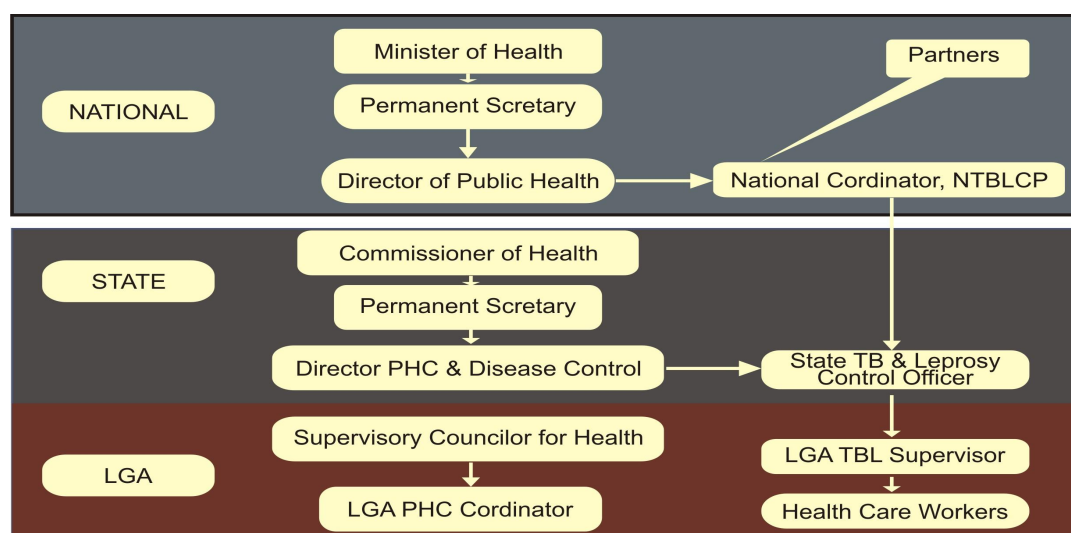 Minister of Health
Partners
NATIONAL
Permanent Scretary
Director of Public Health
National Cordinator, NTBLCP
Commissioner of Health
STATE
Permanent Scretary
Director PHC & Disease Control
State TB & Leprosy
Control Officer
Supervisory Councilor for Health
LGA TBL Supervisor
LGA
LGA PHC Cordinator
Health Care Workers